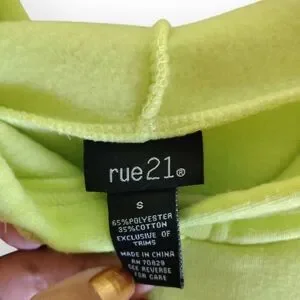 rue21®
S
65%POLYESTER
35%COTTON
EXCLUSIVE OF
TRIMS
MADE IN CHINA
RN 70829
SEE REVERSE
FOR CARE